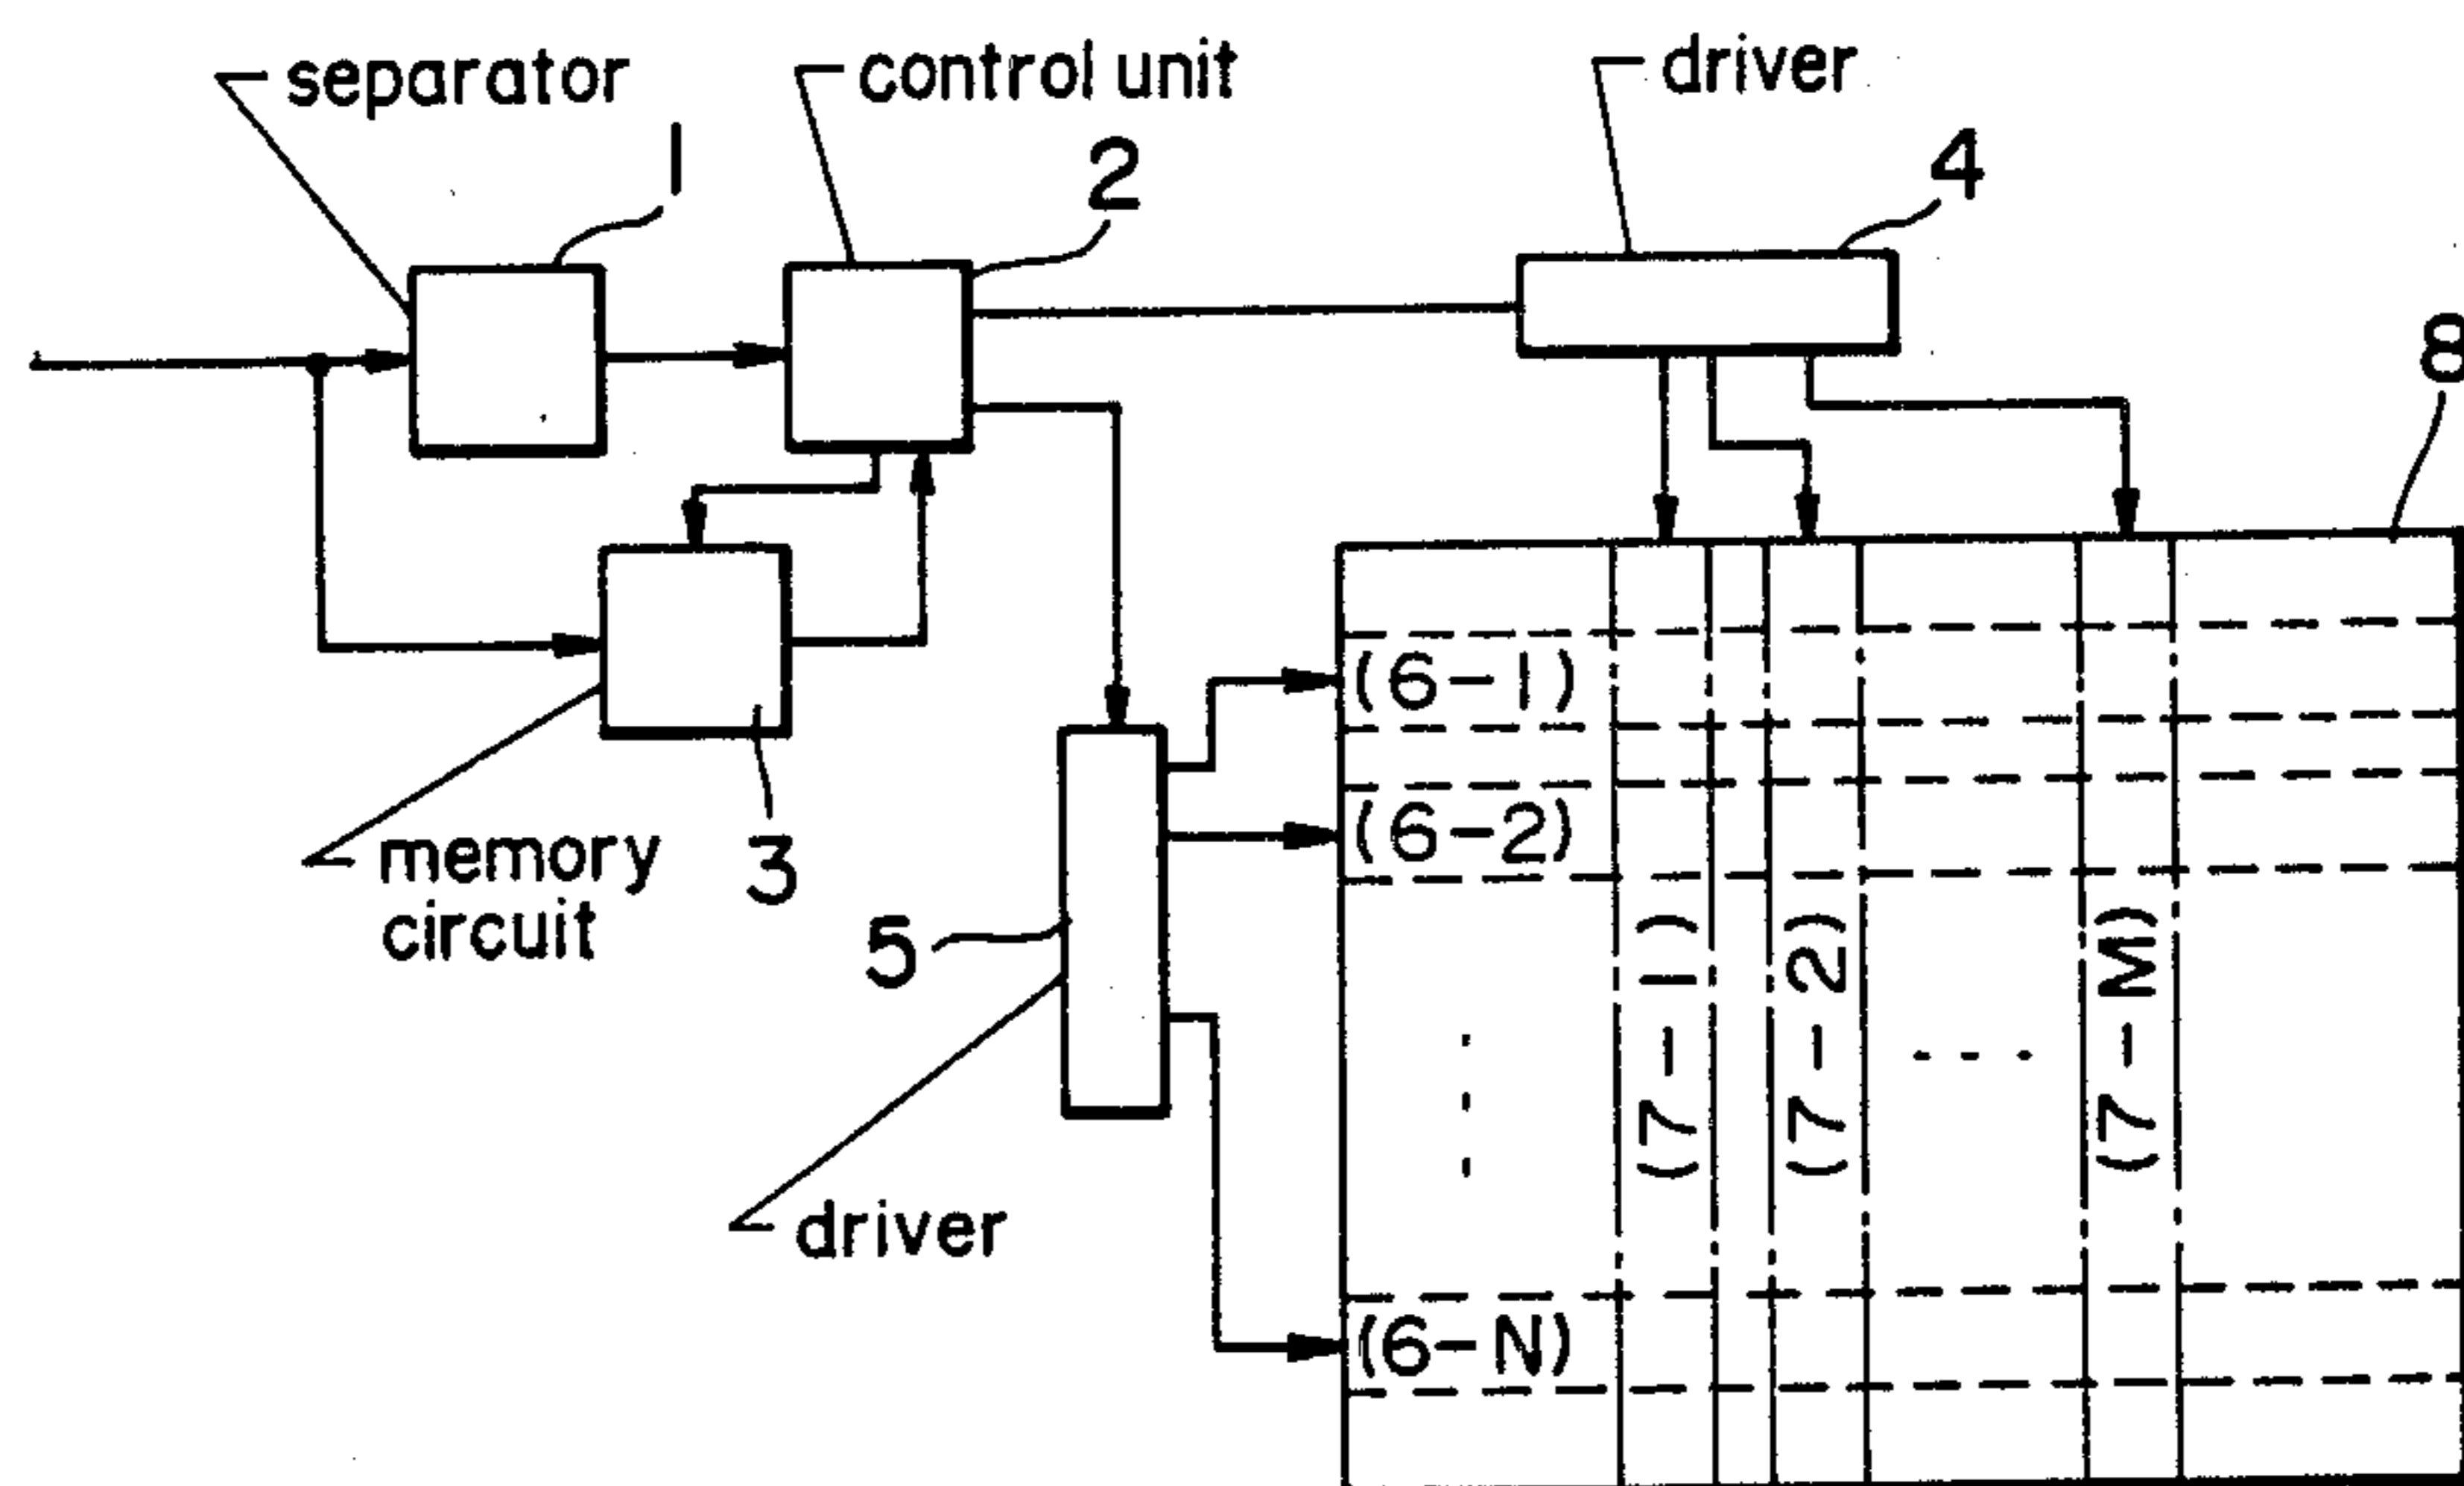 separator
control unit
driver
1
2
4
8
memory
circuit
3
5
driver
(6-1)
(6-2)
(6-N)
(7-1)
(7-2)
(7-M)